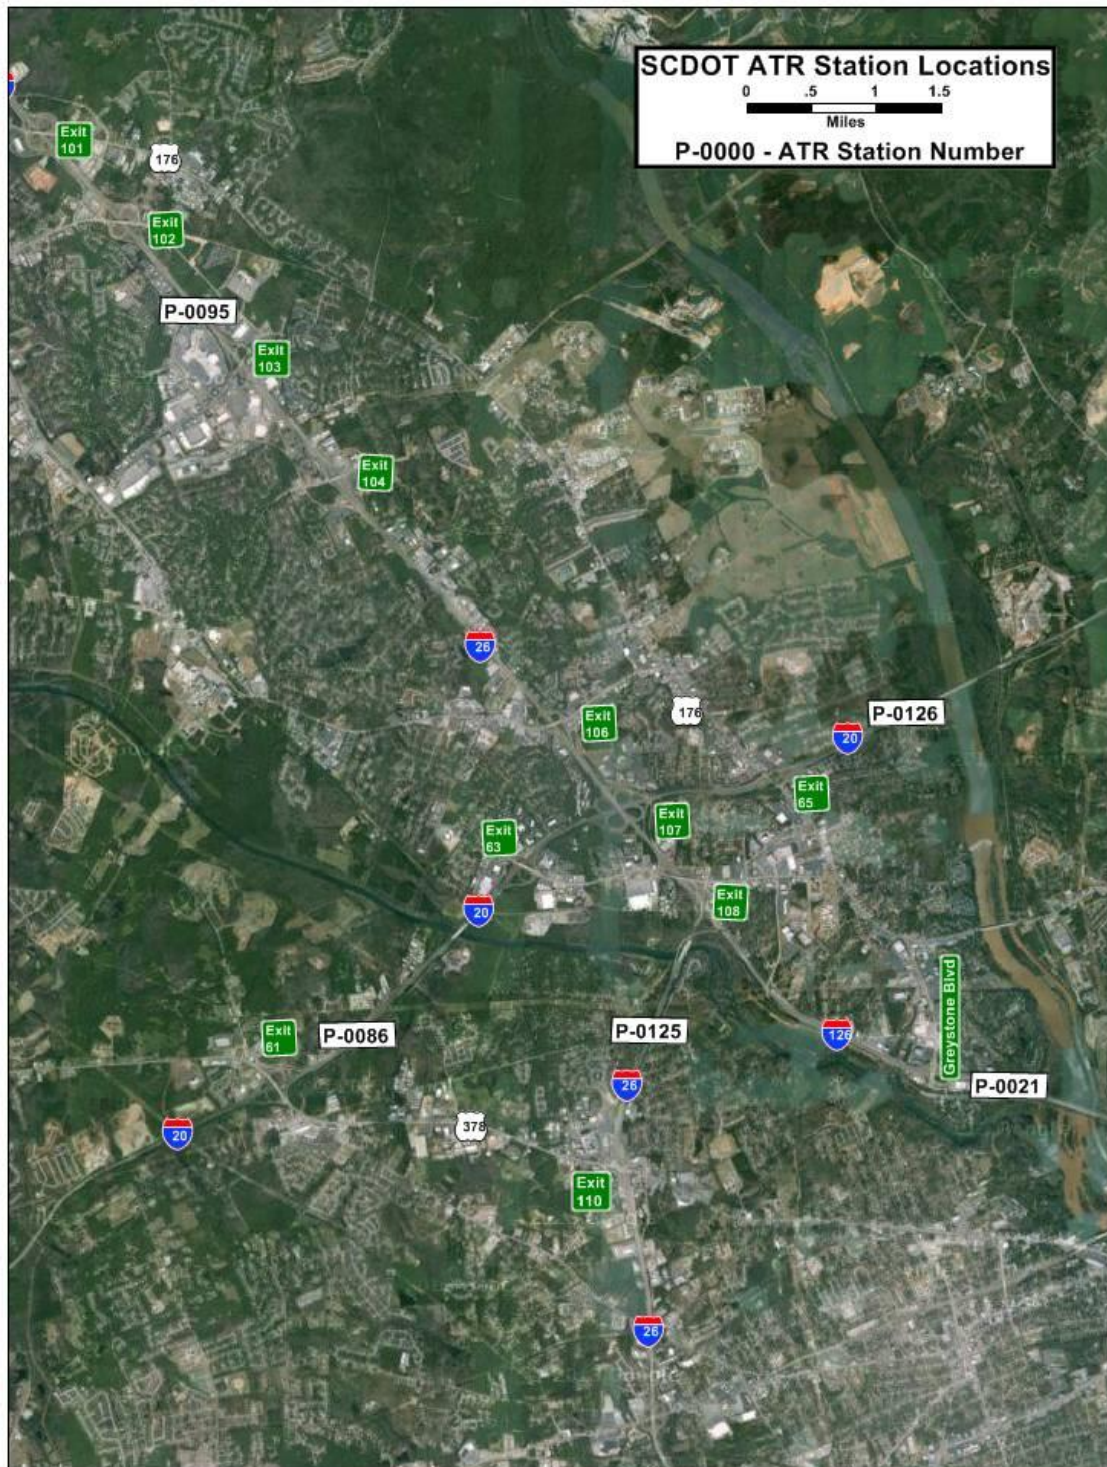 SCDOT ATR Station Locations
0 .5 1 1.5
Miles
P-0000 - ATR Station Number
Exit
101
176
Exit
102
P-0095
Exit
103
Exit
104
26
176
P-0126
Exit
106
20
Exit
65
Exit
107
Exit
63
Exit
108
20
Greystone Blvd
P-0125
P-0086
Exit
61
126
26
P-0021
378
20
Exit
110
26